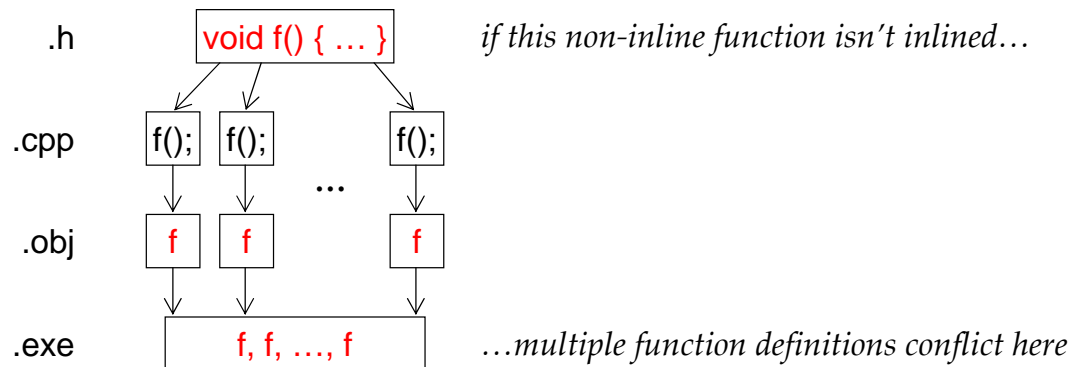 .h void f() { … } if this non-inline function isn’t inlined…
.cpp f(); f(); f();
...
.obj f f f
.exe f, f, …, f …multiple function definitions conflict here